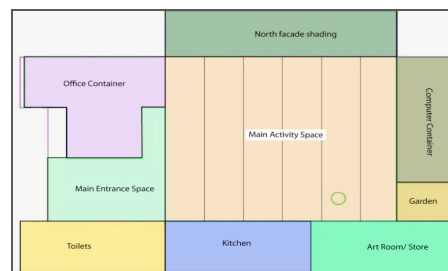 North facade shading
Office Container
Computer Container
Main Activity Space
Main Entrance Space
Garden
Toilets
Kitchen
Art Room/ Store